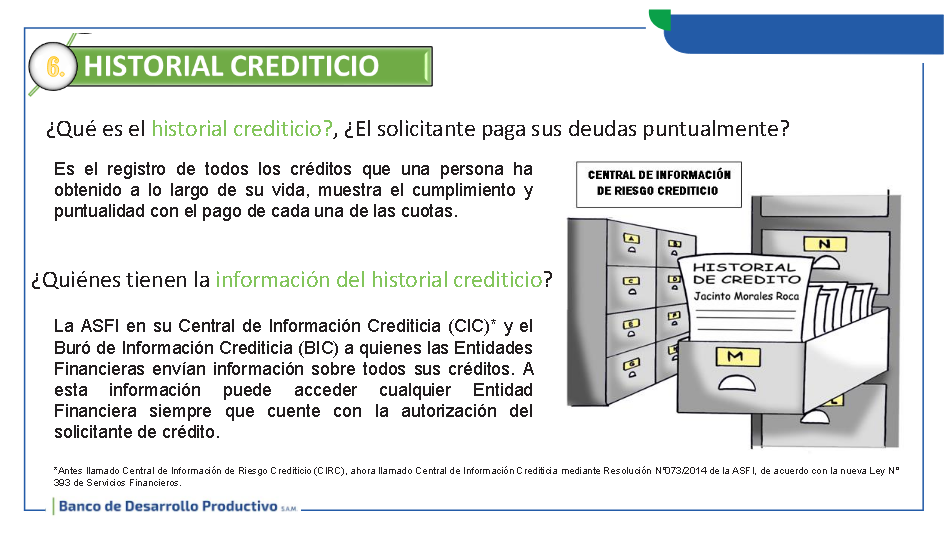 6.
HISTORIAL CREDITICIO
¿Qué es el historial crediticio?, ¿El solicitante paga sus deudas puntualmente?
Es el registro de todos los créditos que una persona ha
obtenido a lo largo de su vida, muestra el cumplimiento y
puntualidad con el pago de cada una de las cuotas.
CENTRAL DE INFORMACIÓN
DE RIESGO CREDITICIO
¿Quiénes tienen la información del historial crediticio?
La ASFI en su Central de Información Crediticia (CIC)* y el
Buró de Información Crediticia (BIC) a quienes las Entidades
Financieras envían información sobre todos sus créditos. A
esta información puede acceder cualquier Entidad
Financiera siempre que cuente con la autorización del
solicitante de crédito.
A
C
N
HISTORIAL
DE CREDITO
Jacinto Morales Roca
M
L
*Antes llamado Central de Información de Riesgo Crediticio (CIRC), ahora llamado Central de Información Crediticia mediante Resolución N°073/2014 de la ASFI, de acuerdo con la nueva Ley N°
393 de Servicios Financieros.
Banco de Desarrollo Productivo S.A.M.